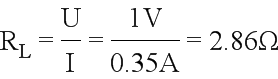 R_L = U/I = 1V/0.35A = 2.86Ω